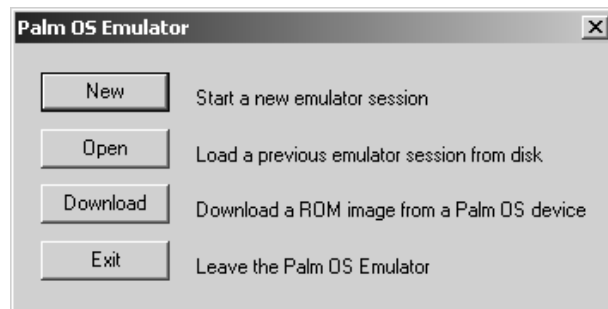 Palm OS Emulator
New Start a new emulator session
Open Load a previous emulator session from disk
Download Download a ROM image from a Palm OS device
Exit Leave the Palm OS Emulator